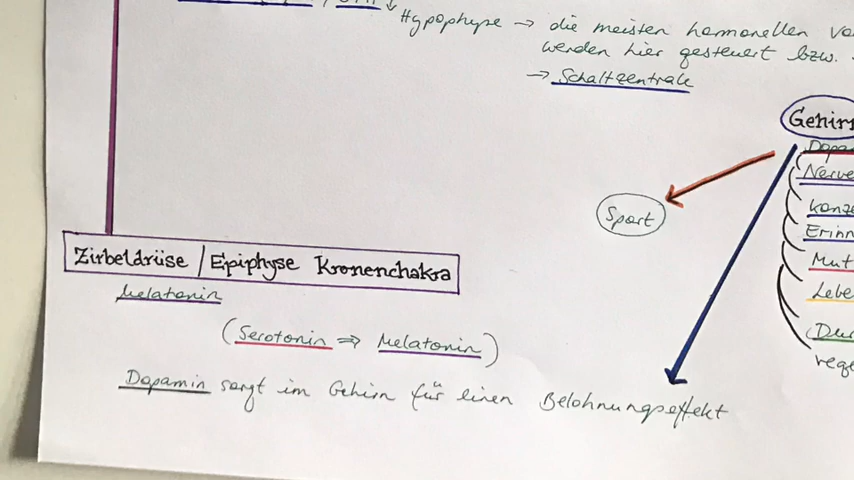 Hypophyse → die meisten hormonellen
werden hier gesteuert bzw.
→ Schaltzentrale
Sport
Zirbeldrüse / Epiphyse Kronenchakra
Melatonin
(Serotonin ⇒ Melatonin)
Dopamin sorgt im Gehirn für einen Belohnungseffekt
Mut